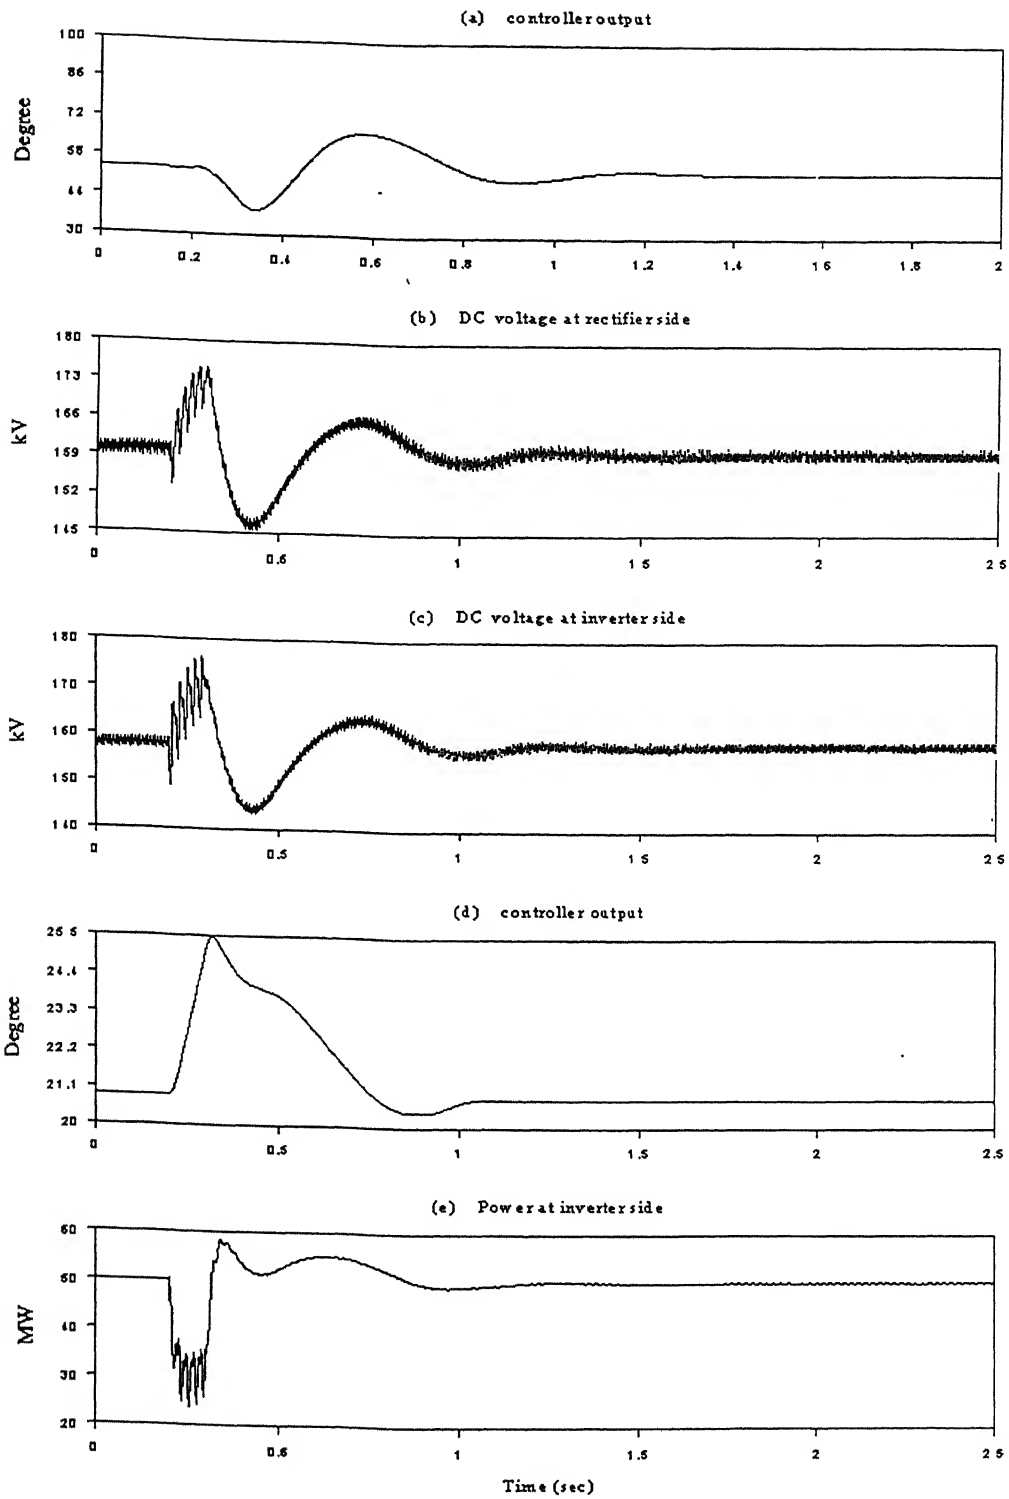 (a) controller output
100
86
72
58
44
30
Degree
0 0.2 0.4 0.6 0.8 1 1.2 1.4 1 6 1.8 2
(b) DC voltage at rectifier side
180
173
166
159
152
145
kV
0 0.5 1 1 5 2 2 5
(c) DC voltage at inverter side
180
170
160
150
140
kV
0 0.5 1 1 5 2 2 5
(d) controller output
25 5
24.4
23.3
22.2
21.1
20
Degree
0 0.5 1 1.5 2 2.5
(e) Power at inverter side
60
50
40
30
20
MW
0 0.5 1 1.5 2 2 5
Time (sec)